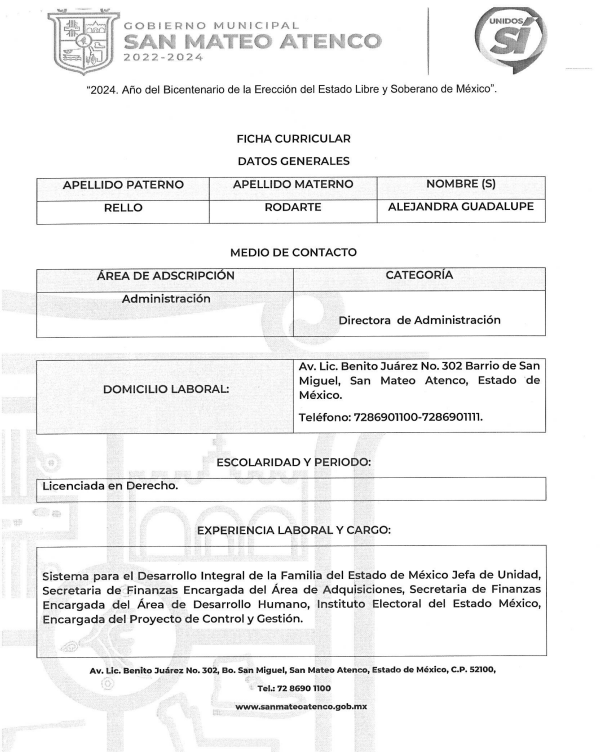 GOBIERNO MUNICIPAL
SAN MATEO ATENCO
2022-2024
UNIDOS
SÍ
“2024. Año del Bicentenario de la Erección del Estado Libre y Soberano de México”.
FICHA CURRICULAR
DATOS GENERALES
APELLIDO PATERNO APELLIDO MATERNO NOMBRE (S)
RELLO RODARTE ALEJANDRA GUADALUPE
MEDIO DE CONTACTO
ÁREA DE ADSCRIPCIÓN CATEGORÍA
Administración
Directora de Administración
DOMICILIO LABORAL:
Av. Lic. Benito Juárez No. 302 Barrio de San
Miguel, San Mateo Atenco, Estado de
México.
Teléfono: 7286901100-7286901111.
ESCOLARIDAD Y PERIODO:
Licenciada en Derecho.
EXPERIENCIA LABORAL Y CARGO:
Sistema para el Desarrollo Integral de la Familia del Estado de México Jefa de Unidad,
Secretaria de Finanzas Encargada del Área de Adquisiciones, Secretaria de Finanzas
Encargada del Área de Desarrollo Humano, Instituto Electoral del Estado México,
Encargada del Proyecto de Control y Gestión.
Av. Lic. Benito Juárez No. 302, Bo. San Miguel, San Mateo Atenco, Estado de México, C.P. 52100,
Tel.: 72 8690 1100
www.sanmateoatenco.gob.mx